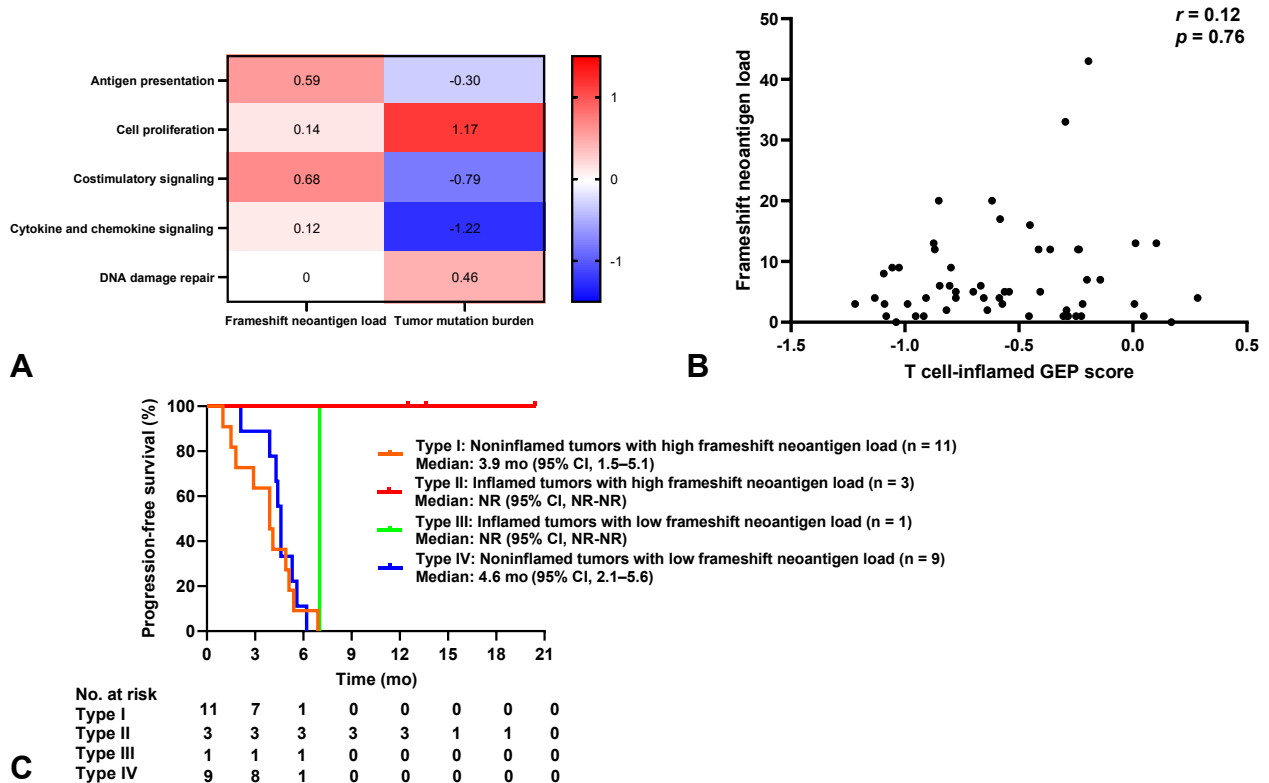 Antigen presentation 0.59 -0.30
Cell proliferation 0.14 1.17
Costimulatory signaling 0.68 -0.79
Cytokine and chemokine signaling 0.12 -1.22
DNA damage repair 0 0.46
Frameshift neoantigen load Tumor mutation burden
1
0
-1
A
r = 0.12
p = 0.76
Frameshift neoantigen load
50
40
30
20
10
0
-1.5 -1.0 -0.5 0.0 0.5
T cell-inflamed GEP score
B
Progression-free survival (%)
100
80
60
40
20
0
0 3 6 9 12 15 18 21
Time (mo)
Type I: Noninflamed tumors with high frameshift neoantigen load (n = 11)
Median: 3.9 mo (95% CI, 1.5–5.1)
Type II: Inflamed tumors with high frameshift neoantigen load (n = 3)
Median: NR (95% CI, NR-NR)
Type III: Inflamed tumors with low frameshift neoantigen load (n = 1)
Median: NR (95% CI, NR-NR)
Type IV: Noninflamed tumors with low frameshift neoantigen load (n = 9)
Median: 4.6 mo (95% CI, 2.1–5.6)
No. at risk
Type I 11 7 1 0 0 0 0 0
Type II 3 3 3 3 3 1 1 0
Type III 1 1 1 0 0 0 0 0
Type IV 9 8 1 0 0 0 0 0
C